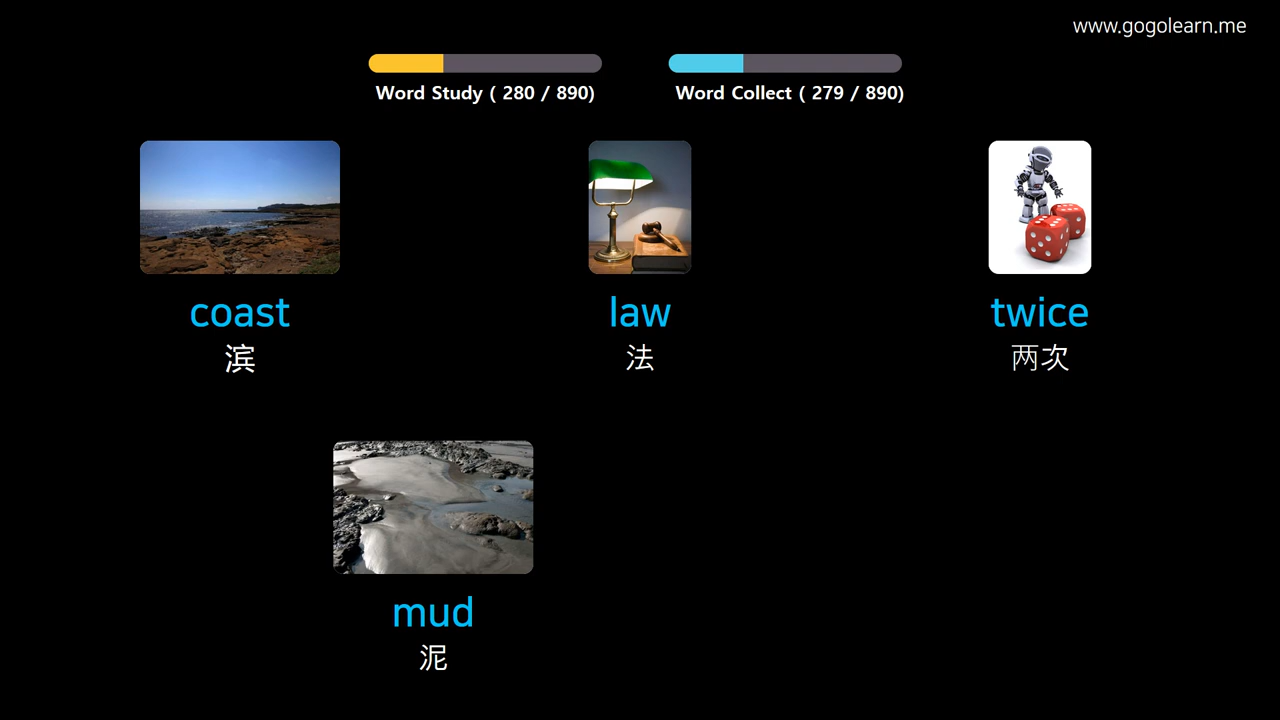 www.gogolearn.me
Word Study ( 280 / 890)
Word Collect ( 279 / 890)
coast
滨
law
法
twice
两次
mud
泥